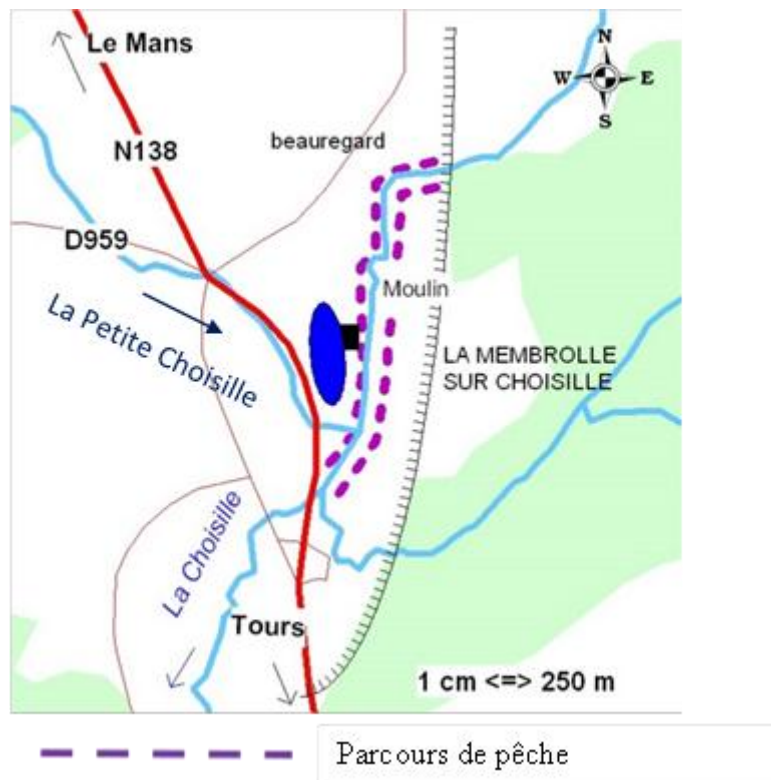 Le Mans
N
W E
S
N138
beauregard
D959
Moulin
La Petite Choisille
LA MEMBROLLE
SUR CHOISILLE
La Choisille
Tours
1 cm <=> 250 m
Parcours de pêche